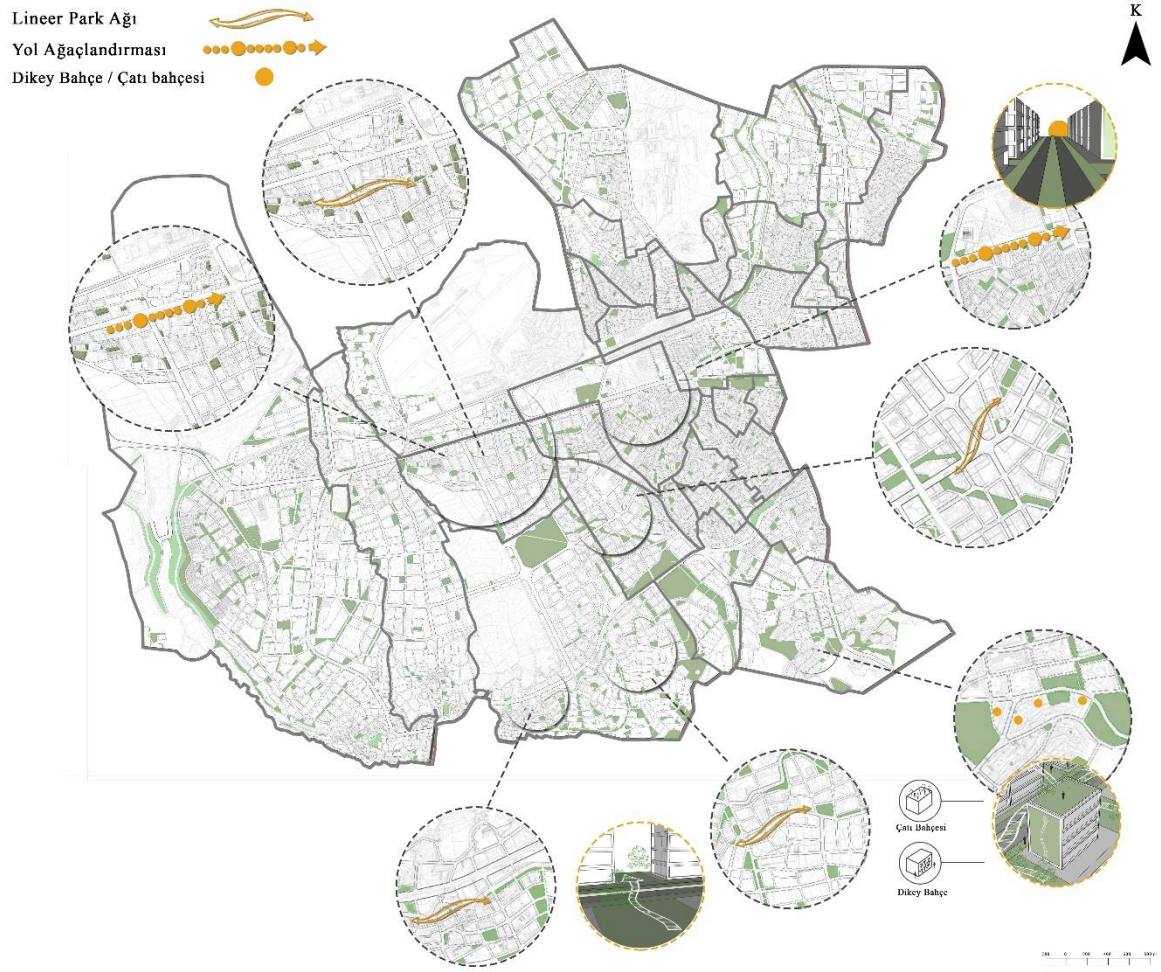 Lineer Park Ağı
Yol Ağaçlandırması
Dikey Bahçe / Çatı bahçesi
K
Çatı Bahçesi
Dikey Bahçe